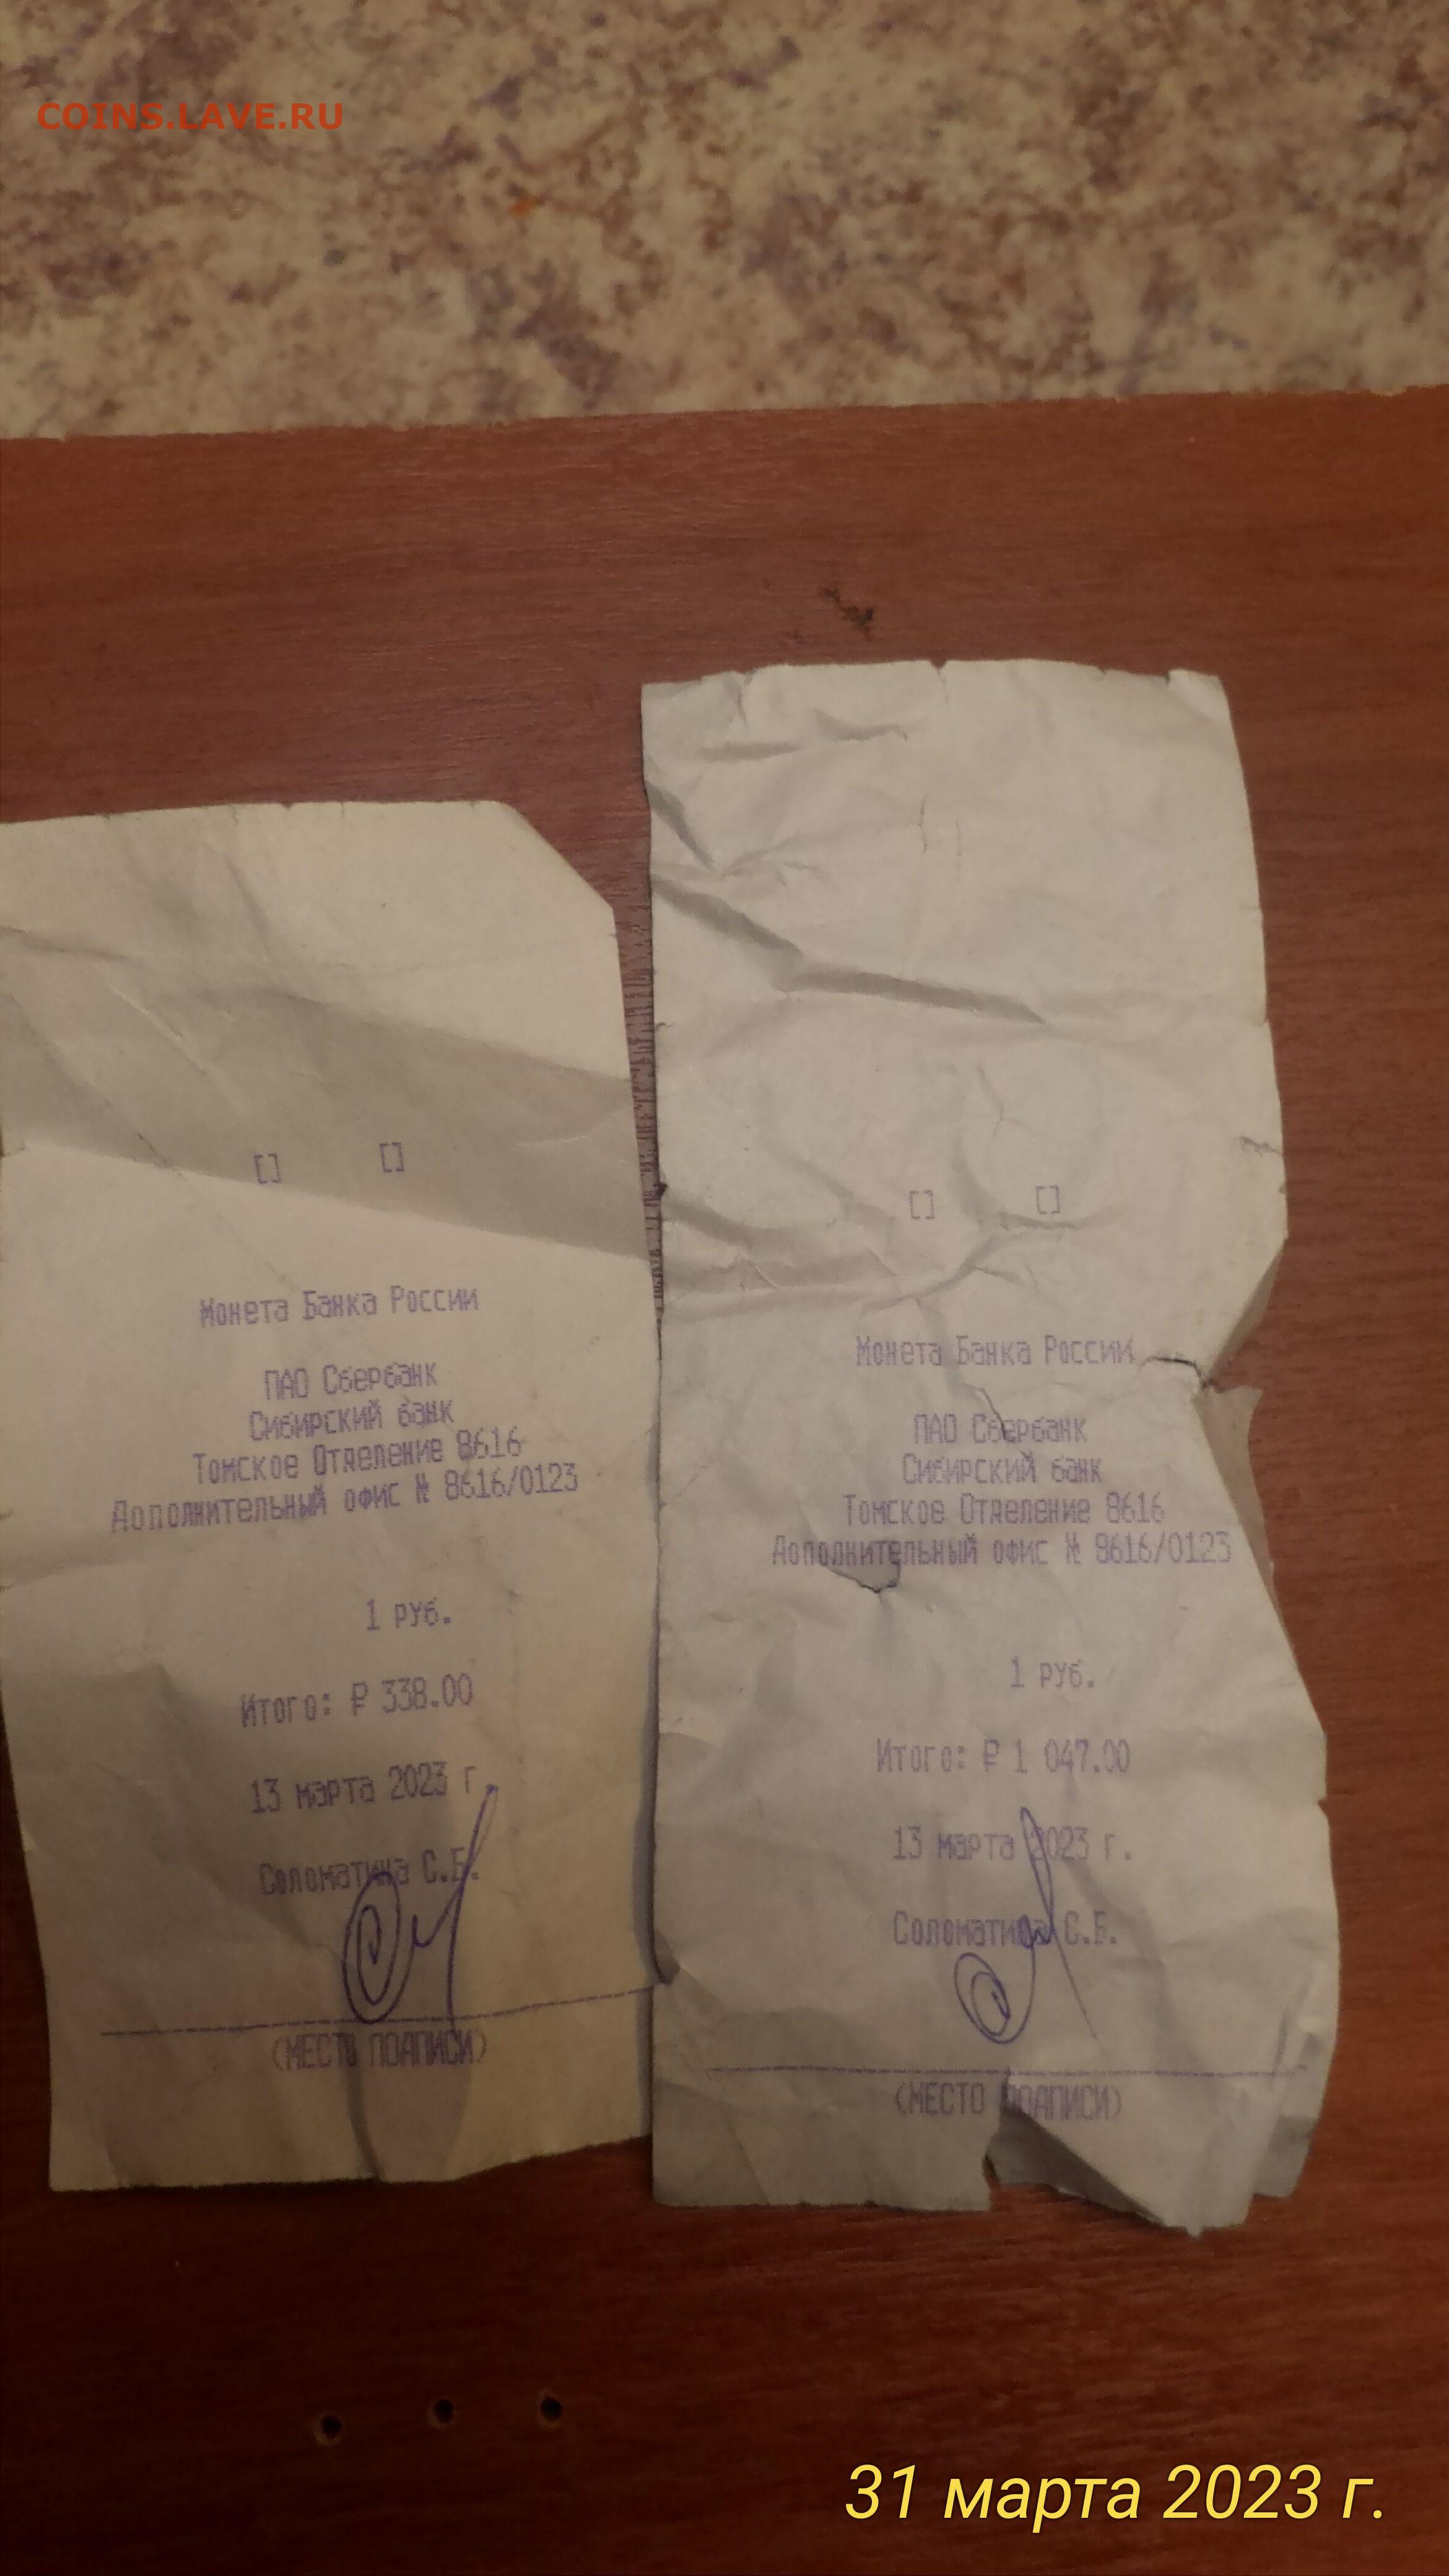 COINS.LAVE.RU
[] []
Монета Банка России
ПАО Сбербанк
Сибирский банк
Томское Отделение 8616
Дополнительный офис № 8616/0123
1 руб.
Итого: ₽ 338.00
13 марта 2023 г.
Соломатина С.Б.
(МЕСТО ПОДПИСИ)
[] []
Монета Банка России
ПАО Сбербанк
Сибирский банк
Томское Отделение 8616
Дополнительный офис № 8616/0123
1 руб.
Итого: ₽ 1 047.00
13 марта 2023 г.
Соломатина С.Б.
(МЕСТО ПОДПИСИ)
31 марта 2023 г.